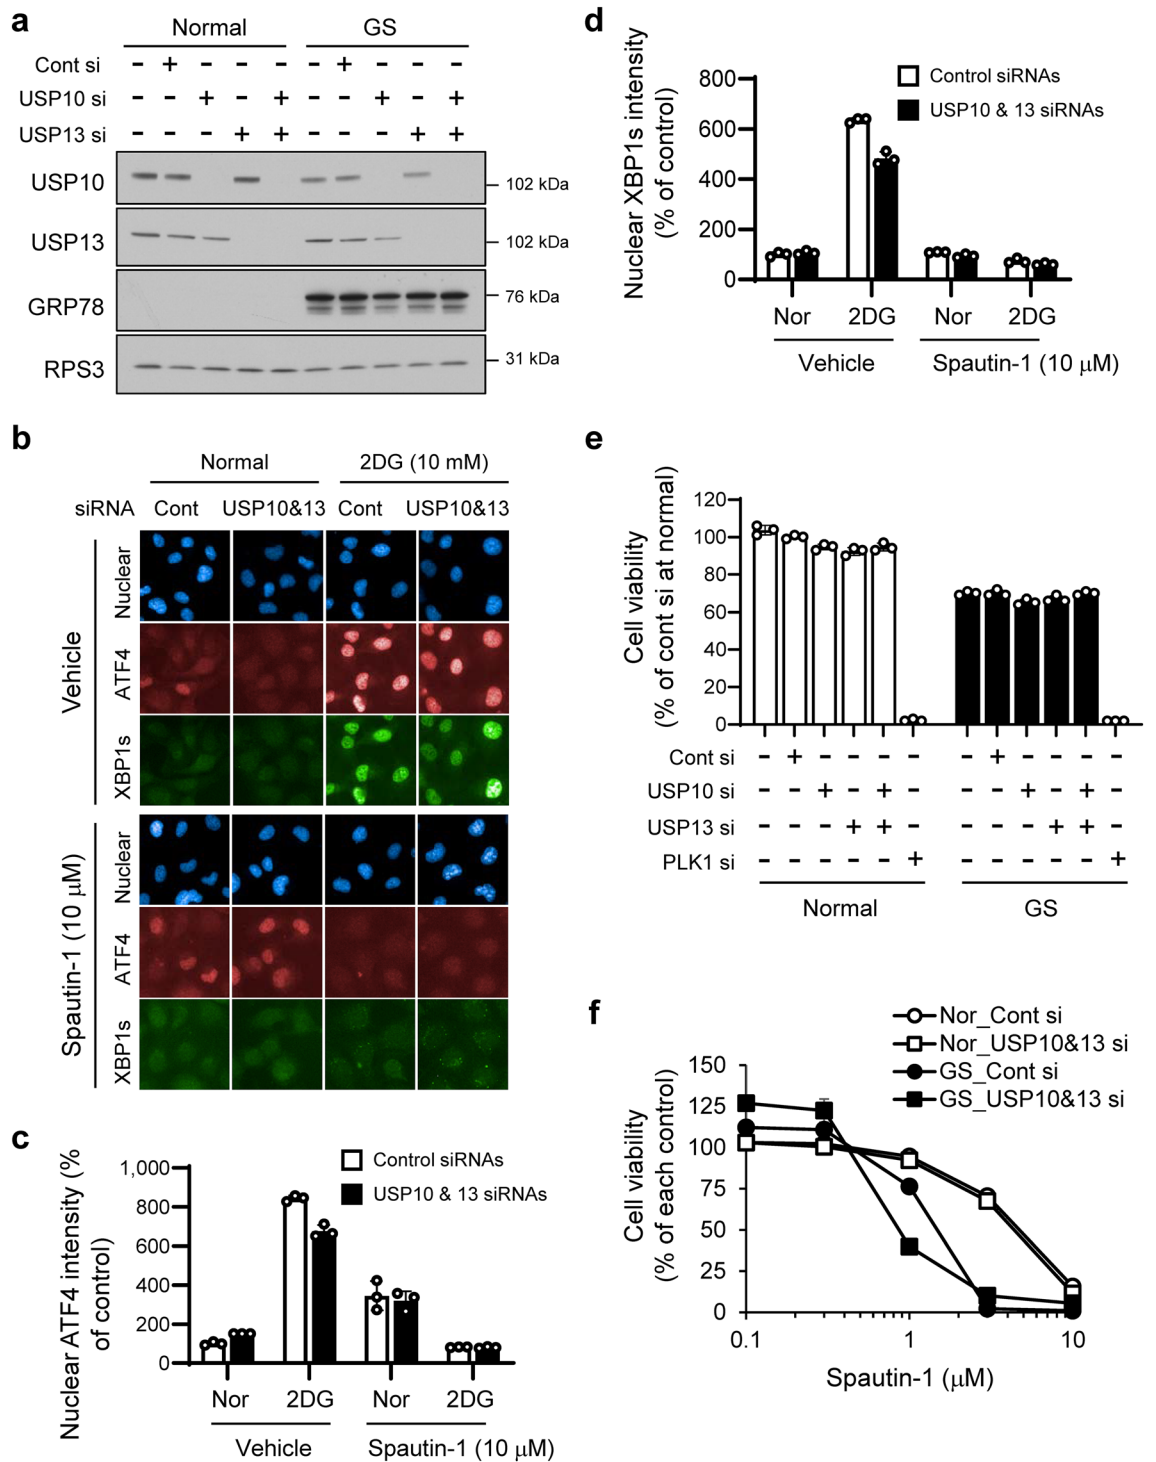 a
Normal GS
Cont si - + - - - - + - - -
USP10 si - - + - + - - + - +
USP13 si - - - + + - - - + +
USP10 102 kDa
USP13 102 kDa
GRP78 76 kDa
RPS3 31 kDa
b
Normal 2DG (10 mM)
siRNA Cont USP10&13 Cont USP10&13
Vehicle
Nuclear
ATF4
XBP1s
Spautin-1 (10 μM)
Nuclear
ATF4
XBP1s
c
Nuclear ATF4 intensity (%
of control)
1,000
800
600
400
200
0
Control siRNAs
USP10 & 13 siRNAs
Nor 2DG Nor 2DG
Vehicle Spautin-1 (10 μM)
d
Nuclear XBP1s intensity
(% of control)
800
600
400
200
0
Control siRNAs
USP10 & 13 siRNAs
Nor 2DG Nor 2DG
Vehicle Spautin-1 (10 μM)
e
Cell viability
(% of cont si at normal)
120
100
80
60
40
20
0
Cont si - + - - - - - + - - - -
USP10 si - - + - + - - - + - + -
USP13 si - - - + + - - - - + + -
PLK1 si - - - - - + - - - - - +
Normal GS
f
Nor_Cont si
Nor_USP10&13 si
GS_Cont si
GS_USP10&13 si
Cell viability
(% of each control)
150
125
100
75
50
25
0
0.1 1 10
Spautin-1 (μM)